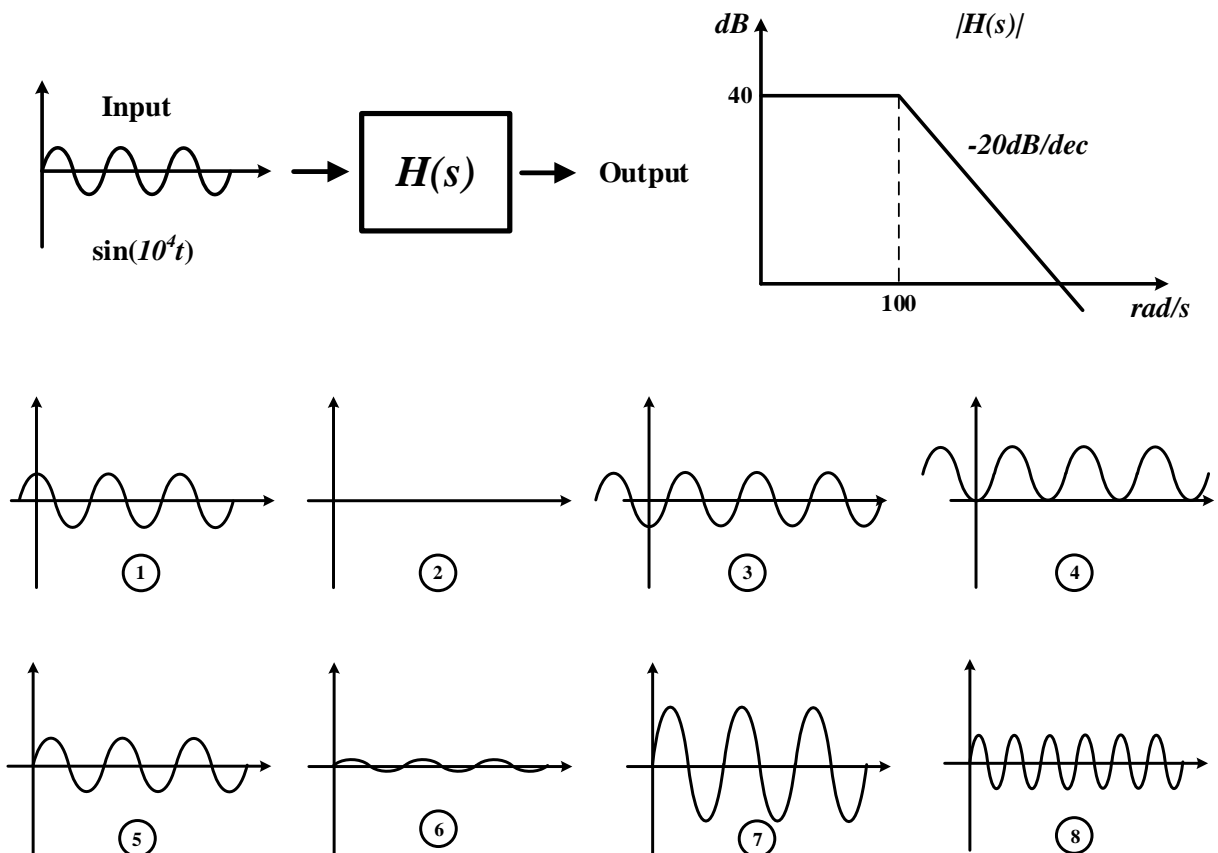 dB
|H(s)|
Input
40
-20dB/dec
H(s)
Output
sin(10⁴t)
100
rad/s
1
2
3
4
5
6
7
8